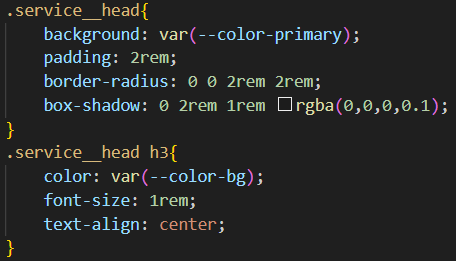 .service__head{
    background: var(--color-primary);
    padding: 2rem;
    border-radius: 0 0 2rem 2rem;
    box-shadow: 0 2rem 1rem rgba(0,0,0,0.1);
}
.service__head h3{
    color: var(--color-bg);
    font-size: 1rem;
    text-align: center;
}